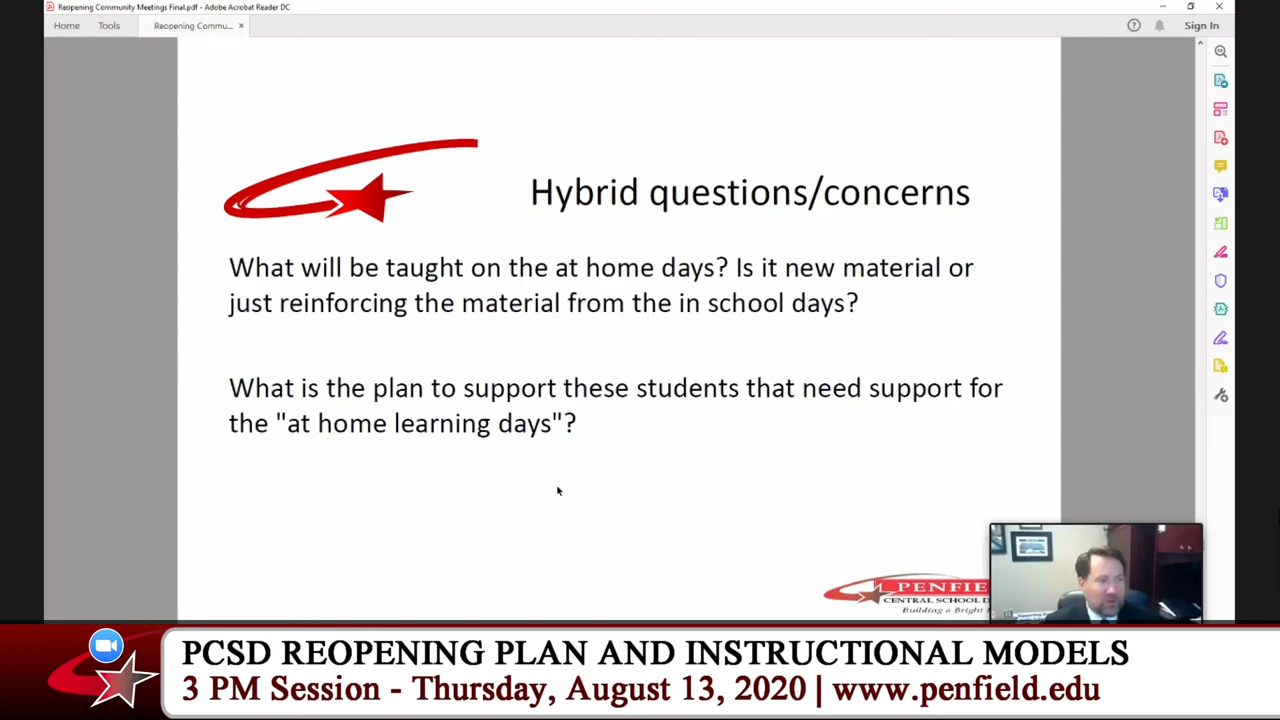 Reopening Community Meetings Final.pdf - Adobe Acrobat Reader DC
Home Tools Reopening Commu... ×
Sign In
Hybrid questions/concerns
What will be taught on the at home days? Is it new material or
just reinforcing the material from the in school days?
What is the plan to support these students that need support for
the "at home learning days"?
PENFIE
CENTRAL SCHOOL D
Building a Bright
PCSD REOPENING PLAN AND INSTRUCTIONAL MODELS
3 PM Session - Thursday, August 13, 2020 | www.penfield.edu